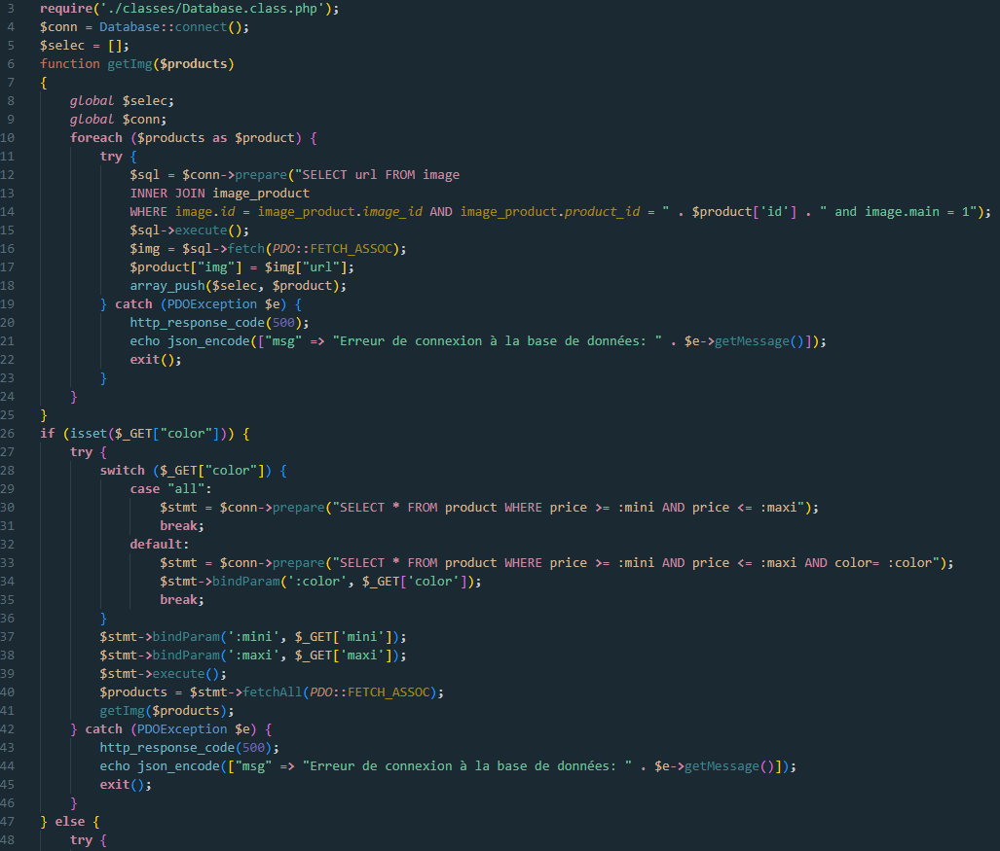 3 require('./classes/Database.class.php');
4 $conn = Database::connect();
5 $selec = [];
6 function getImg($products)
7 {
8 global $selec;
9 global $conn;
10 foreach ($products as $product) {
11 try {
12 $sql = $conn->prepare("SELECT url FROM image
13 INNER JOIN image_product
14 WHERE image.id = image_product.image_id AND image_product.product_id = " . $product['id'] . " and image.main = 1");
15 $sql->execute();
16 $img = $sql->fetch(PDO::FETCH_ASSOC);
17 $product["img"] = $img["url"];
18 array_push($selec, $product);
19 } catch (PDOException $e) {
20 http_response_code(500);
21 echo json_encode(["msg" => "Erreur de connexion à la base de données: " . $e->getMessage()]);
22 exit();
23 }
24 }
25 }
26 if (isset($_GET["color"])) {
27 try {
28 switch ($_GET["color"]) {
29 case "all":
30 $stmt = $conn->prepare("SELECT * FROM product WHERE price >= :mini AND price <= :maxi");
31 break;
32 default:
33 $stmt = $conn->prepare("SELECT * FROM product WHERE price >= :mini AND price <= :maxi AND color= :color");
34 $stmt->bindParam(':color', $_GET['color']);
35 break;
36 }
37 $stmt->bindParam(':mini', $_GET['mini']);
38 $stmt->bindParam(':maxi', $_GET['maxi']);
39 $stmt->execute();
40 $products = $stmt->fetchAll(PDO::FETCH_ASSOC);
41 getImg($products);
42 } catch (PDOException $e) {
43 http_response_code(500);
44 echo json_encode(["msg" => "Erreur de connexion à la base de données: " . $e->getMessage()]);
45 exit();
46 }
47 } else {
48 try {